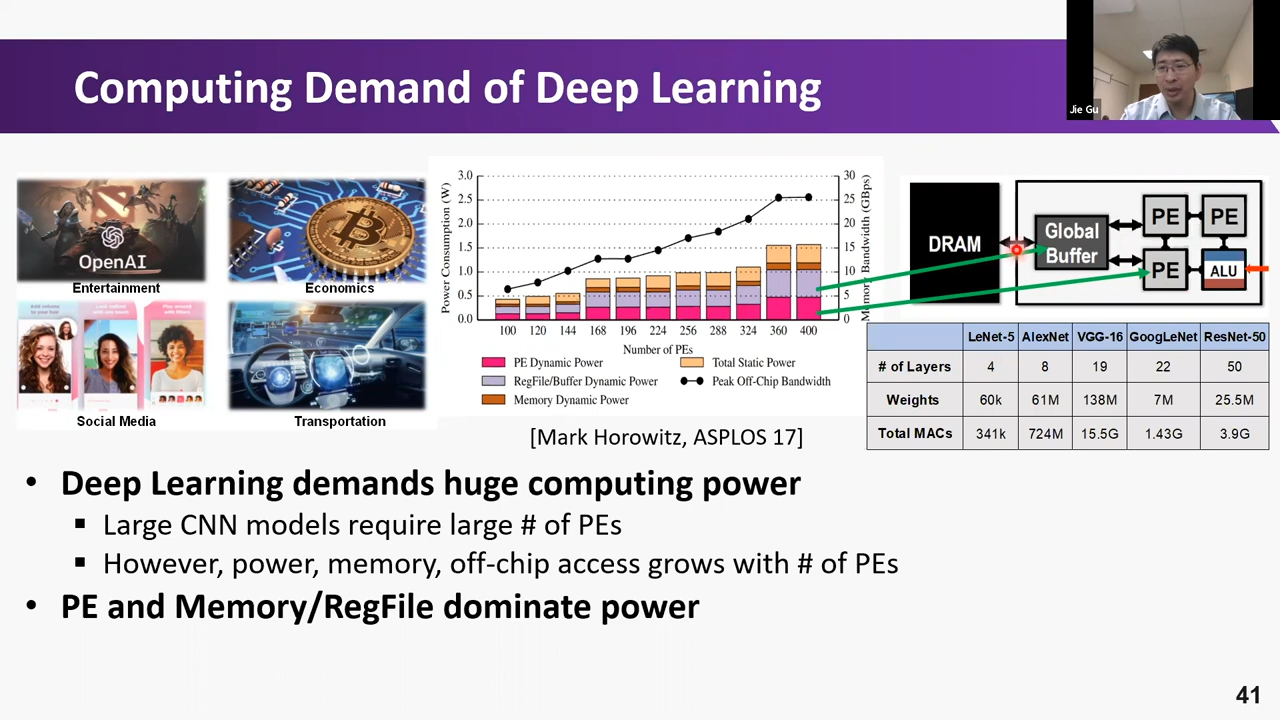 Computing Demand of Deep Learning
Jie Gu
OpenAI
Entertainment
Economics
Social Media
Transportation
Power Consumption (W)
3.0
2.5
2.0
1.5
1.0
0.5
0.0
30
25
20
15
10
5
0
Memory Bandwidth (GBps)
100 120 144 168 196 224 256 288 324 360 400
Number of PEs
PE Dynamic Power
RegFile/Buffer Dynamic Power
Memory Dynamic Power
Total Static Power
Peak Off-Chip Bandwidth
[Mark Horowitz, ASPLOS 17]
DRAM
Global
Buffer
PE PE
PE ALU
LeNet-5 AlexNet VGG-16 GoogLeNet ResNet-50
# of Layers 4 8 19 22 50
Weights 60k 61M 138M 7M 25.5M
Total MACs 341k 724M 15.5G 1.43G 3.9G
• Deep Learning demands huge computing power
▪ Large CNN models require large # of PEs
▪ However, power, memory, off-chip access grows with # of PEs
• PE and Memory/RegFile dominate power
41